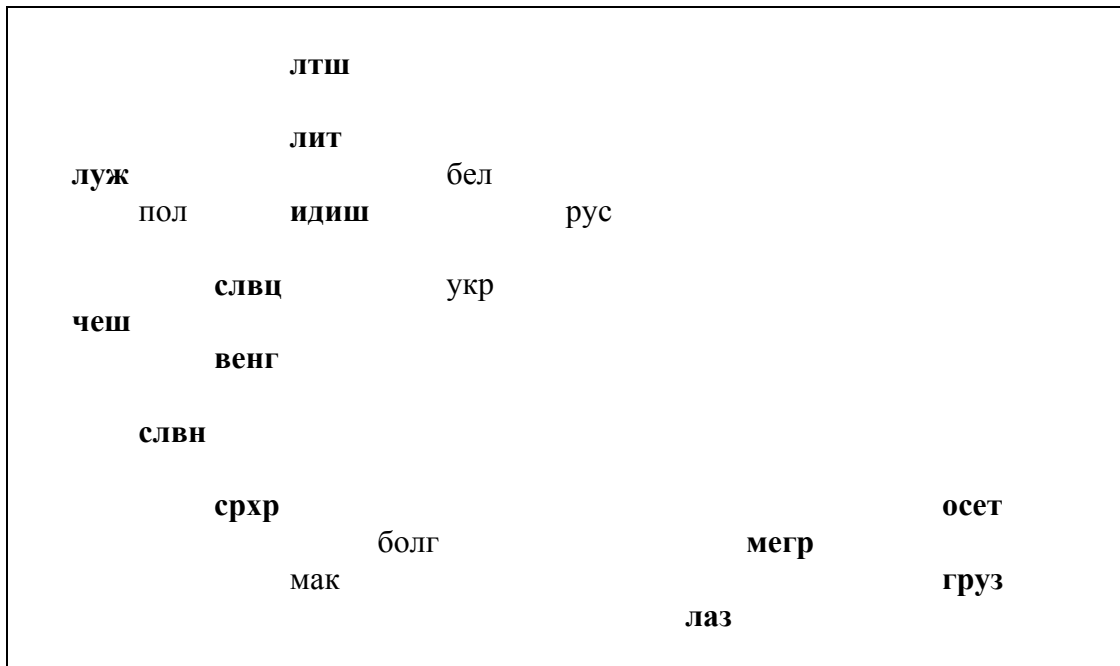 лтш
лит
луж бел
пол идиш рус
слвц укр
чеш
венг
слвн
срхр осет
болг мегр
мак груз
лаз